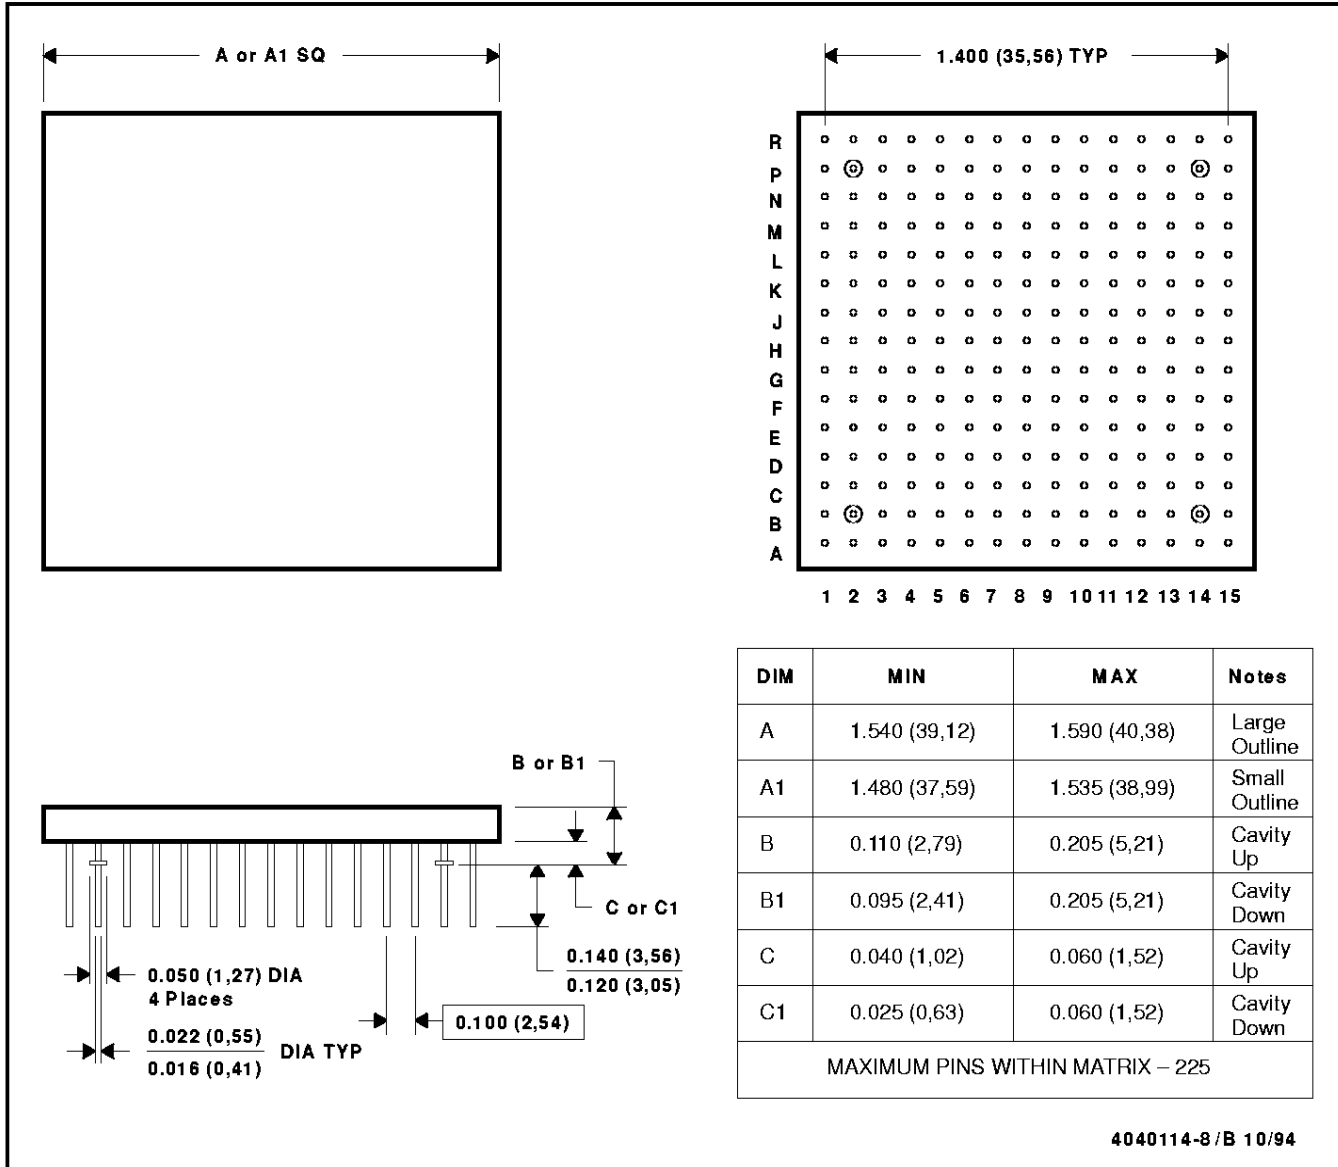 A or A1 SQ
1.400 (35,56) TYP
R
P
N
M
L
K
J
H
G
F
E
D
C
B
A
1 2 3 4 5 6 7 8 9 10 11 12 13 14 15
B or B1
C or C1
0.140 (3,56)
0.120 (3,05)
0.050 (1,27) DIA
4 Places
0.022 (0,55)
0.016 (0,41)
DIA TYP
0.100 (2,54)
DIM MIN MAX Notes
A 1.540 (39,12) 1.590 (40,38) Large Outline
A1 1.480 (37,59) 1.535 (38,99) Small Outline
B 0.110 (2,79) 0.205 (5,21) Cavity Up
B1 0.095 (2,41) 0.205 (5,21) Cavity Down
C 0.040 (1,02) 0.060 (1,52) Cavity Up
C1 0.025 (0,63) 0.060 (1,52) Cavity Down
MAXIMUM PINS WITHIN MATRIX – 225
4040114-8/B 10/94